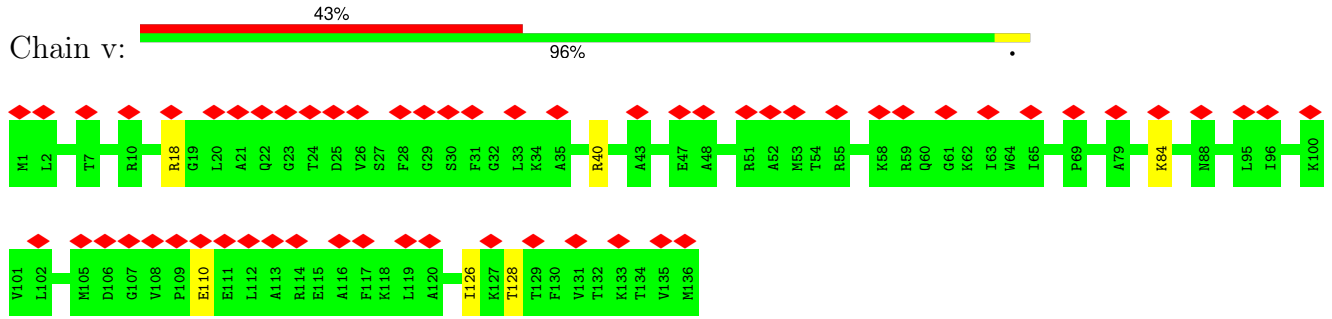 43%
Chain v:
96%
.
M1 L2 T7 R10 R18 G19 L20 A21 Q22 G23 T24 D25 V26 S27 F28 G29 S30 F31 G32 L33 K34 A35 R40 A43 E47 A48 R51 A52 M53 T54 R55 K58 R59 Q60 G61 K62 I63 W64 I65 P69 A79 K84 N88 L95 I96 K100
V101 L102 M105 D106 G107 V108 P109 E110 E111 L112 A113 R114 E115 A116 F117 K118 L119 A120 I126 K127 T128 T129 F130 V131 T132 K133 T134 V135 M136